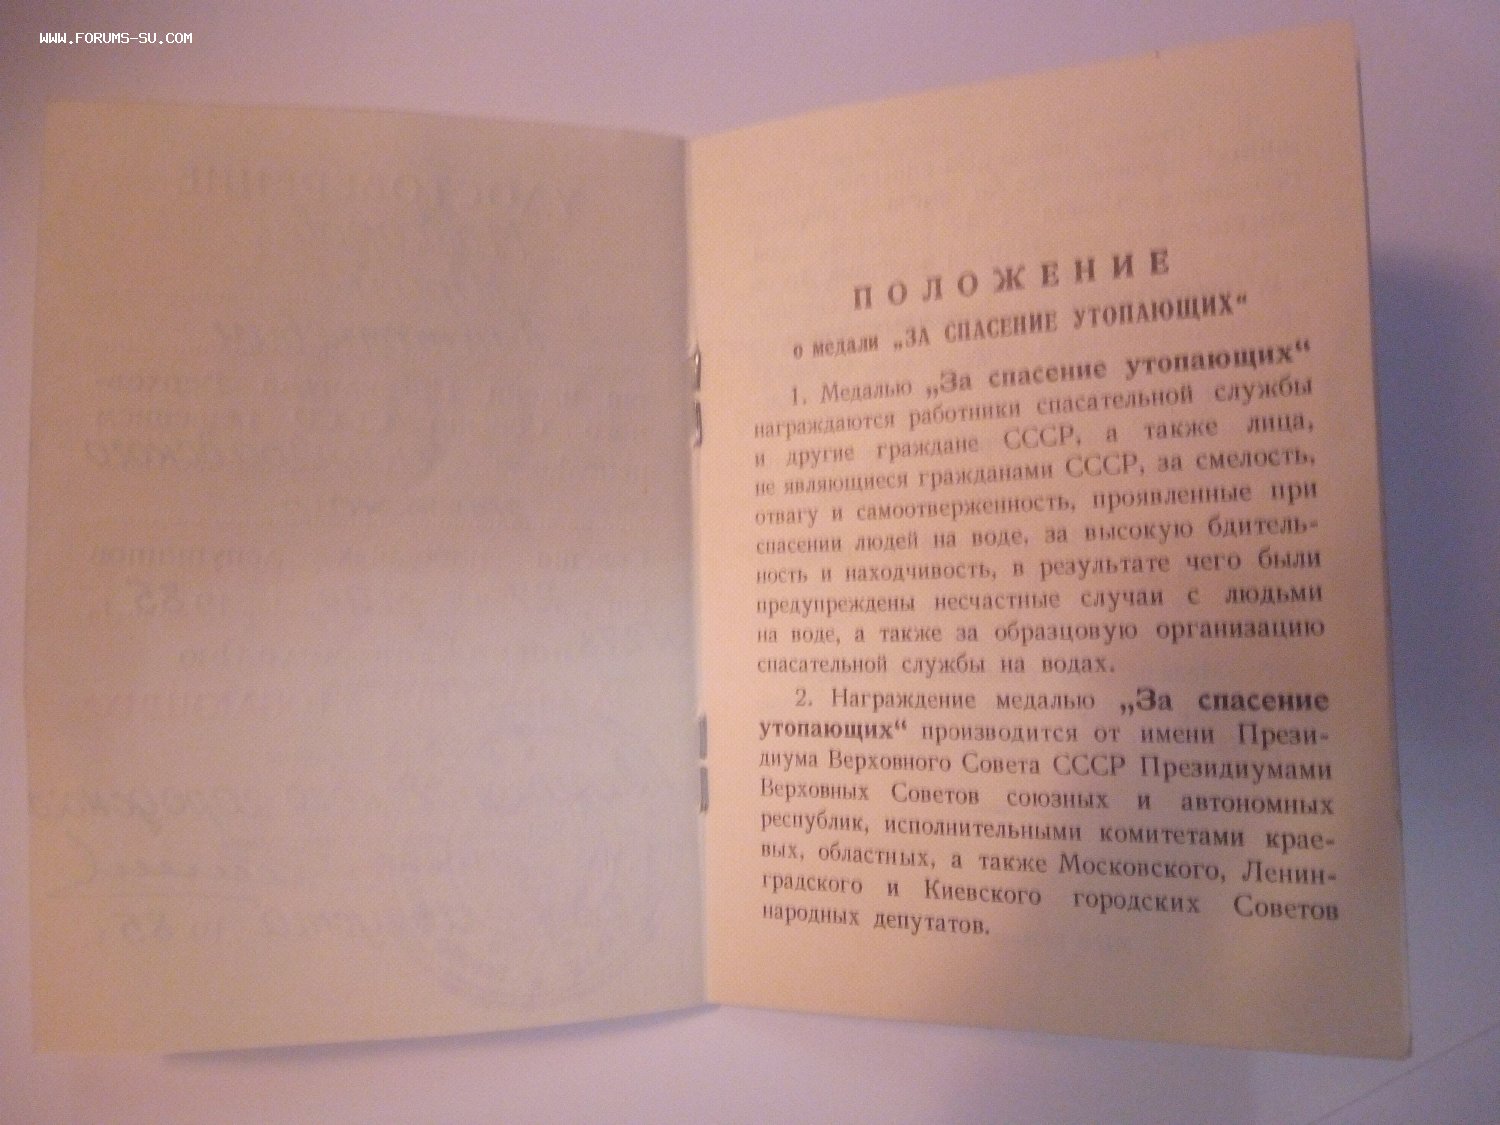 WWW.FORUMS-SU.COM
ПОЛОЖЕНИЕ
о медали „ЗА СПАСЕНИЕ УТОПАЮЩИХ“
1. Медалью „За спасение утопающих“
награждаются работники спасательной службы
и другие граждане СССР, а также лица,
не являющиеся гражданами СССР, за смелость,
отвагу и самоотверженность, проявленные при
спасении людей на воде, за высокую бдитель-
ность и находчивость, в результате чего были
предупреждены несчастные случаи с людьми
на воде, а также за образцовую организацию
спасательной службы на водах.
2. Награждение медалью „За спасение
утопающих“ производится от имени Прези-
диума Верховного Совета СССР Президиумами
Верховных Советов союзных и автономных
республик, исполнительными комитетами крае-
вых, областных, а также Московского, Ленин-
градского и Киевского городских Советов
народных депутатов.